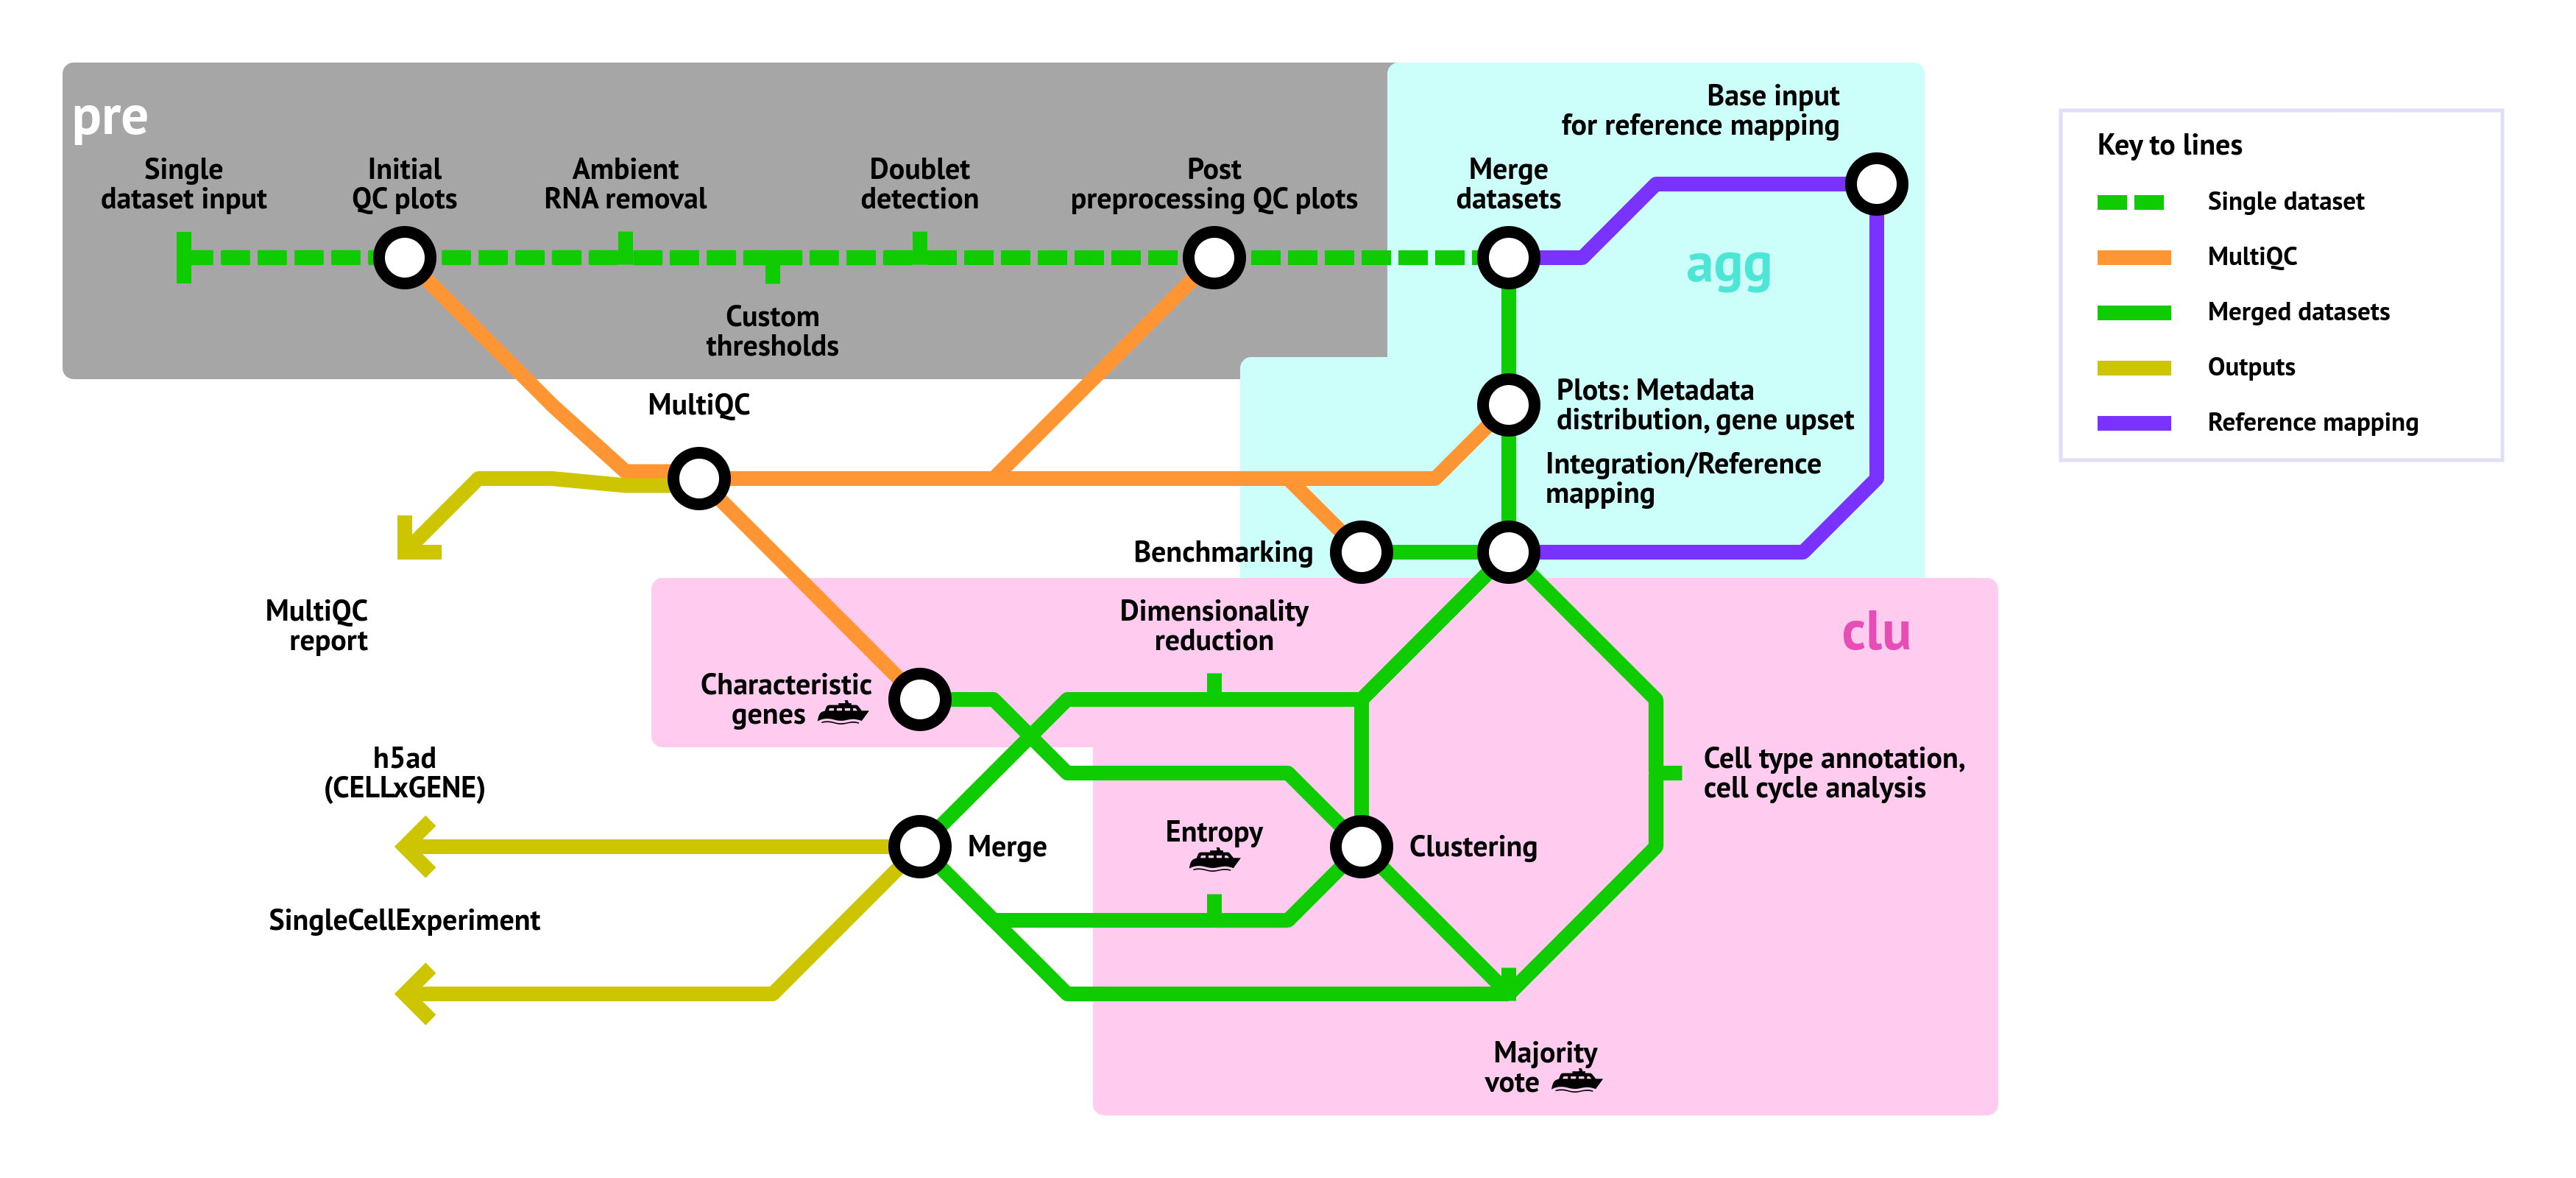 pre
Single
dataset input
Initial
QC plots
Ambient
RNA removal
Custom
thresholds
Doublet
detection
Post
preprocessing QC plots
Merge
datasets
Base input
for reference mapping
agg
Plots: Metadata
distribution, gene upset
Integration/Reference
mapping
Benchmarking
MultiQC
MultiQC
report
clu
Dimensionality
reduction
Characteristic
genes
Cell type annotation,
cell cycle analysis
h5ad
(CELLxGENE)
Merge
Entropy
Clustering
SingleCellExperiment
Majority
vote
Key to lines
Single dataset
MultiQC
Merged datasets
Outputs
Reference mapping